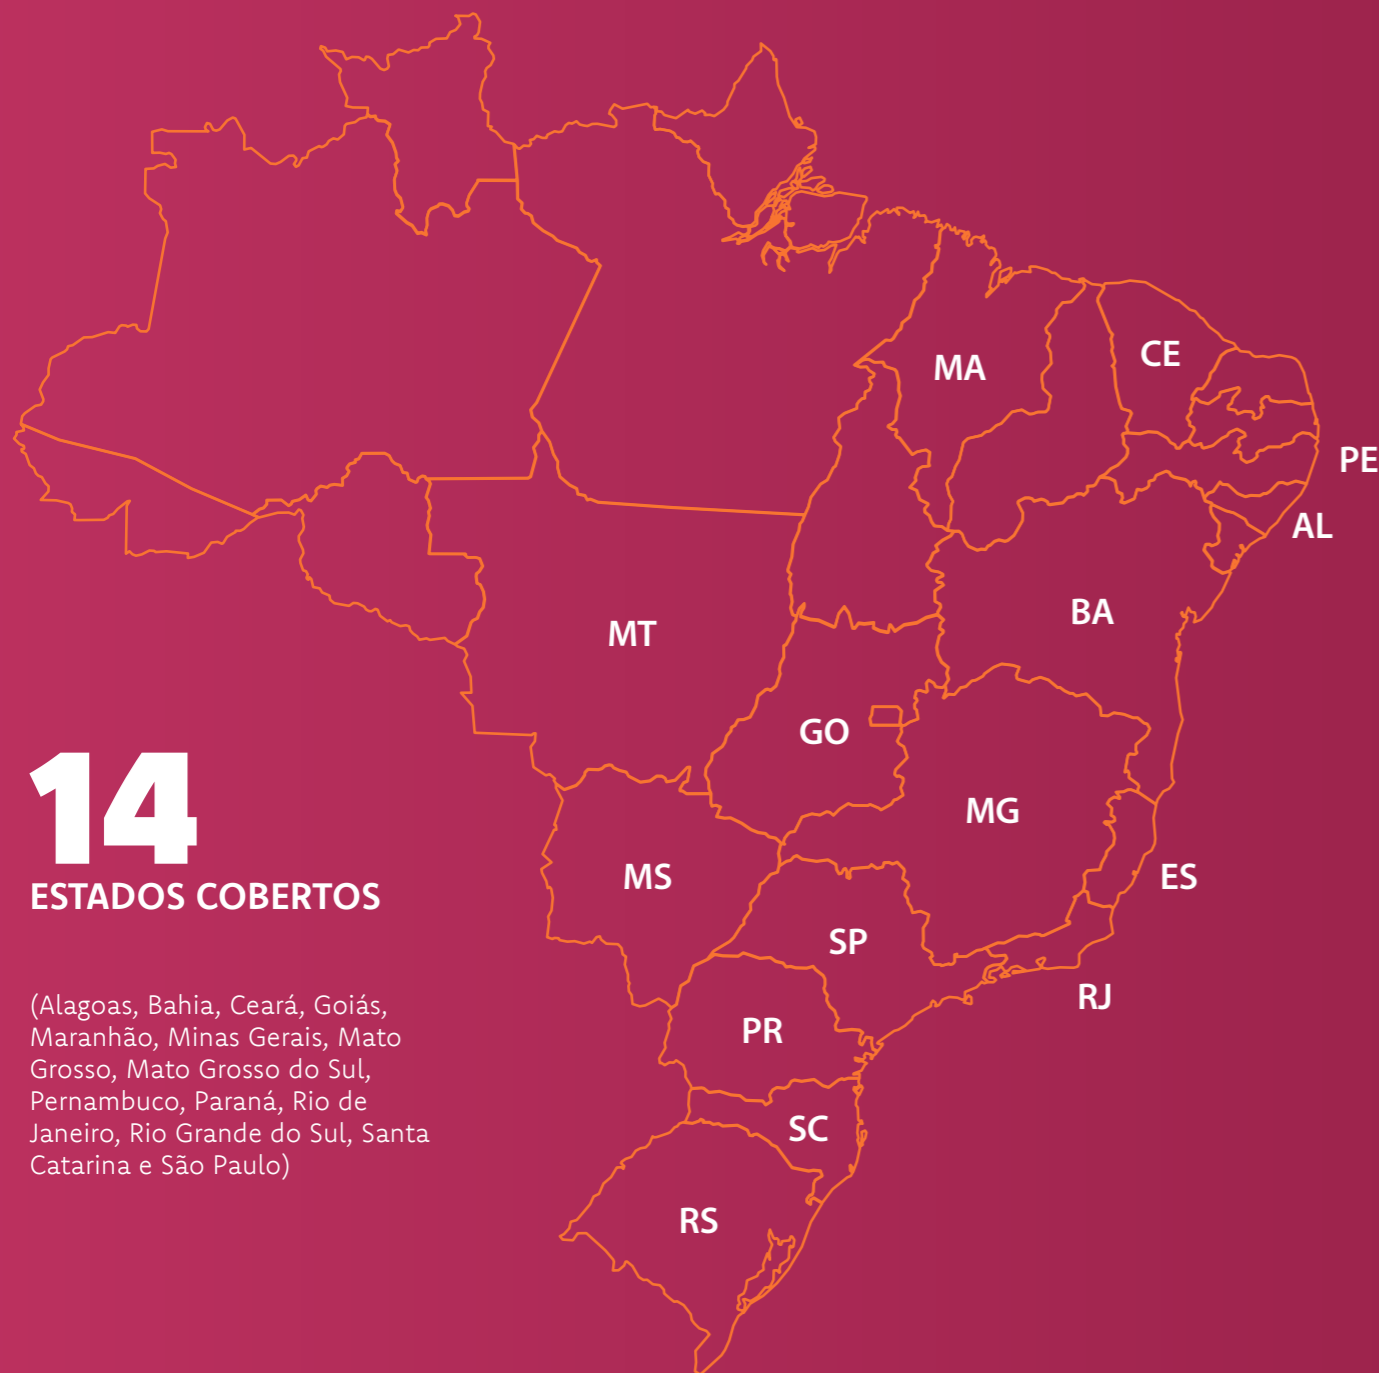 MA
CE
PE
AL
BA
MT
GO
MG
ES
MS
SP
RJ
PR
SC
RS
14
ESTADOS COBERTOS
(Alagoas, Bahia, Ceará, Goiás,
Maranhão, Minas Gerais, Mato
Grosso, Mato Grosso do Sul,
Pernambuco, Paraná, Rio de
Janeiro, Rio Grande do Sul, Santa
Catarina e São Paulo)